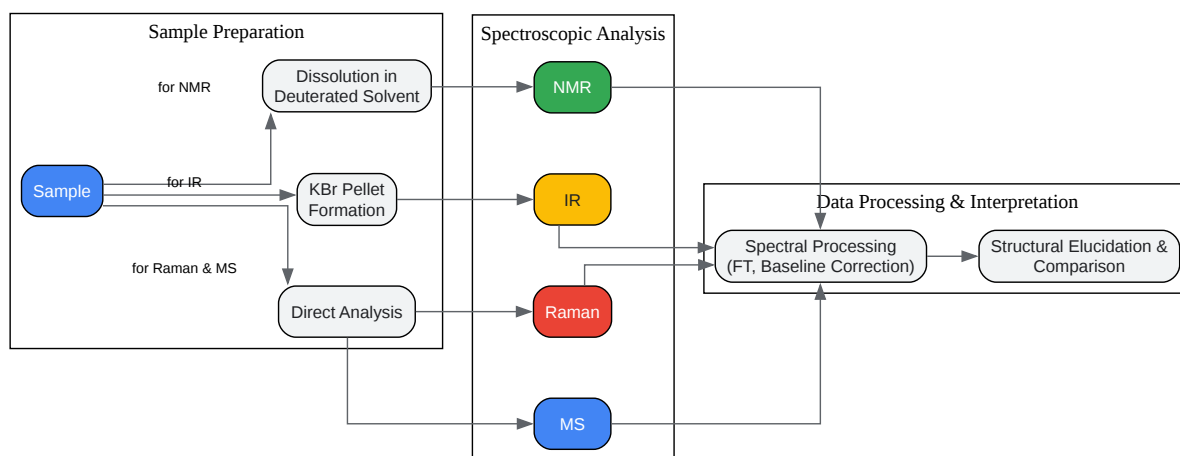 Sample Preparation
Spectroscopic Analysis
for NMR
Dissolution in
Deuterated Solvent
NMR
Sample
for IR
KBr Pellet
Formation
IR
Data Processing & Interpretation
Spectral Processing
(FT, Baseline Correction)
Structural Elucidation &
Comparison
for Raman & MS
Direct Analysis
Raman
MS